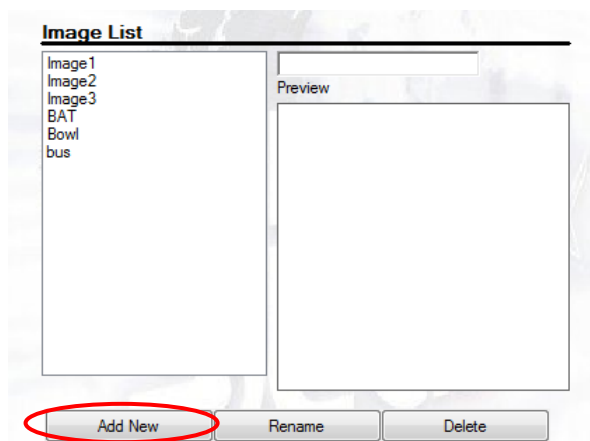 Image List
Image1
Image2
Image3
BAT
Bowl
bus
Preview
Add New
Rename
Delete